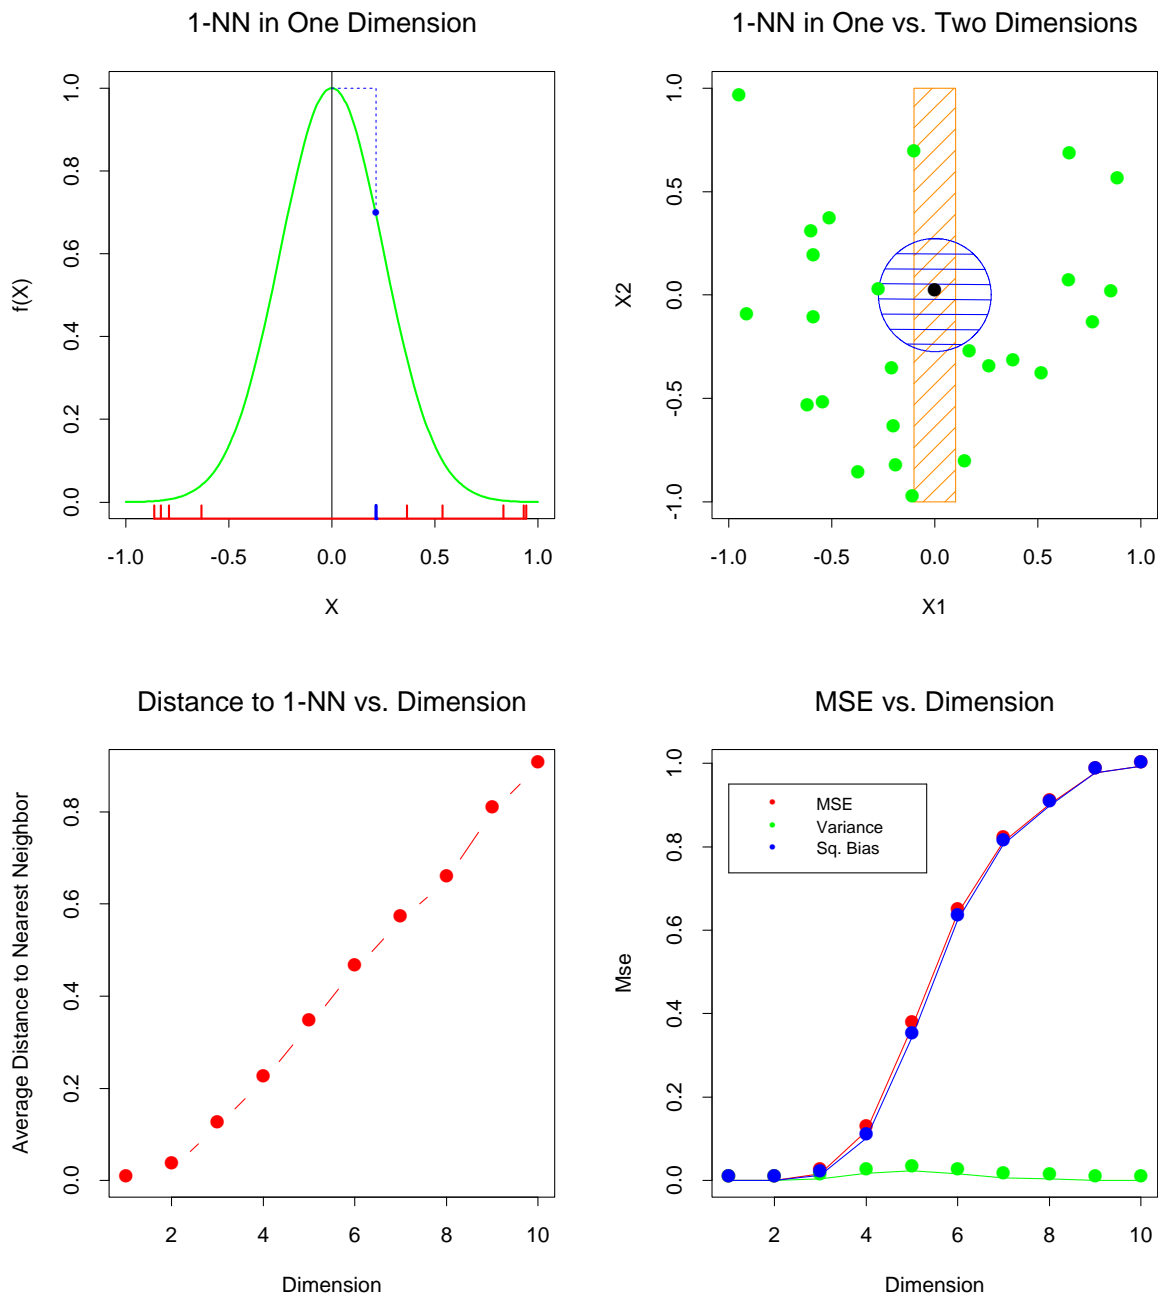 1-NN in One Dimension
f(X)
1.0
0.8
0.6
0.4
0.2
0.0
-1.0 -0.5 0.0 0.5 1.0
X
1-NN in One vs. Two Dimensions
X2
1.0
0.5
0.0
-0.5
-1.0
-1.0 -0.5 0.0 0.5 1.0
X1
Distance to 1-NN vs. Dimension
Average Distance to Nearest Neighbor
0.8
0.6
0.4
0.2
0.0
2 4 6 8 10
Dimension
MSE vs. Dimension
Mse
1.0
0.8
0.6
0.4
0.2
0.0
MSE
Variance
Sq. Bias
2 4 6 8 10
Dimension